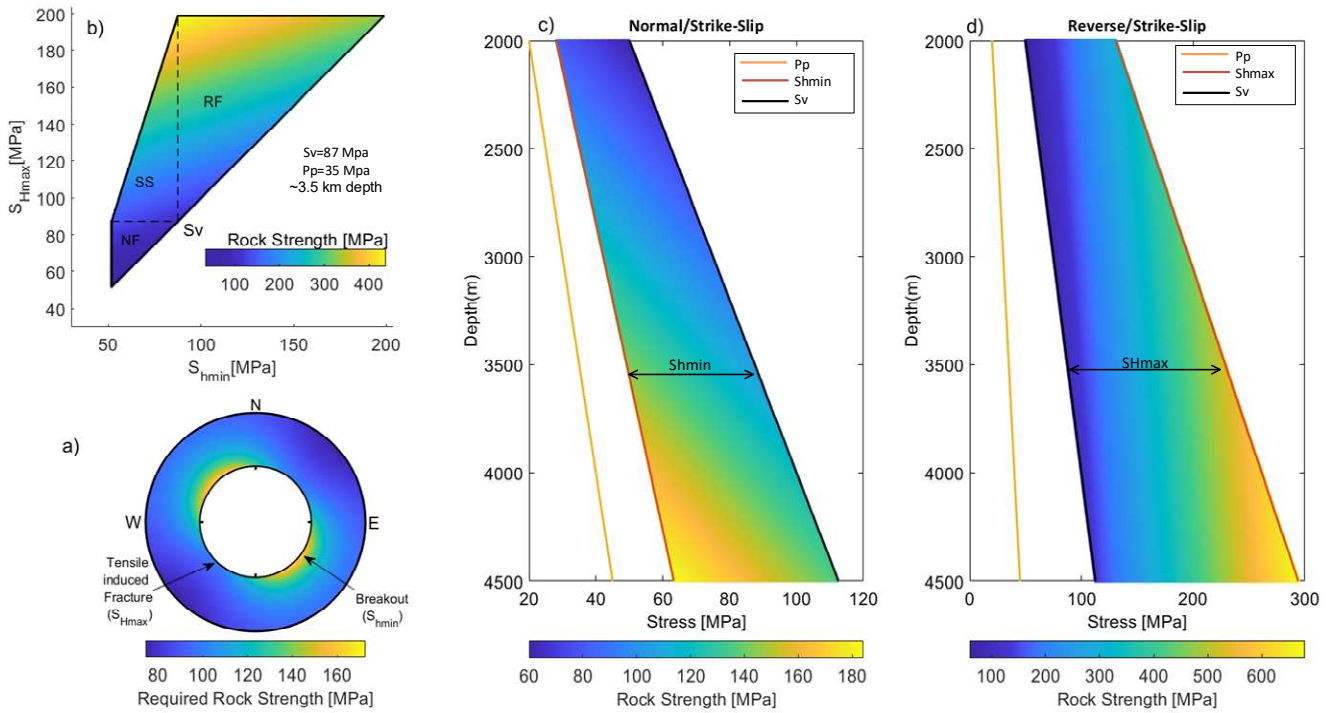 b)
200
180
160
140
120
100
80
60
40
S_Hmax [MPa]
RF
SS
NF
Sv
Sv=87 Mpa
Pp=35 Mpa
~3.5 km depth
Rock Strength [MPa]
100 200 300 400
50 100 150 200
S_hmin [MPa]
a)
N
W
E
Tensile
induced
Fracture
(S_Hmax)
Breakout
(S_hmin)
80 100 120 140 160
Required Rock Strength [MPa]
c)
Normal/Strike-Slip
Pp
Shmin
Sv
2000
2500
3000
3500
4000
4500
Depth(m)
Shmin
20 40 60 80 100 120
Stress [MPa]
60 80 100 120 140 160 180
Rock Strength [MPa]
d)
Reverse/Strike-Slip
Pp
Shmax
Sv
2000
2500
3000
3500
4000
4500
Depth(m)
SHmax
0 100 200 300
Stress [MPa]
100 200 300 400 500 600
Rock Strength [MPa]